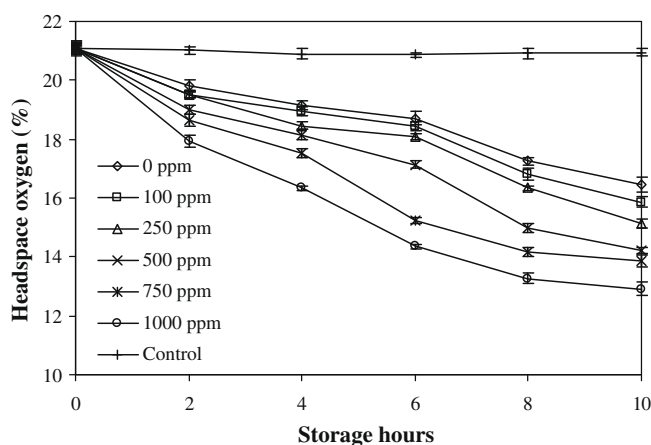 22
20
18
16
14
12
10
Headspace oxygen (%)
0 ppm
100 ppm
250 ppm
500 ppm
750 ppm
1000 ppm
Control
0 2 4 6 8 10
Storage hours